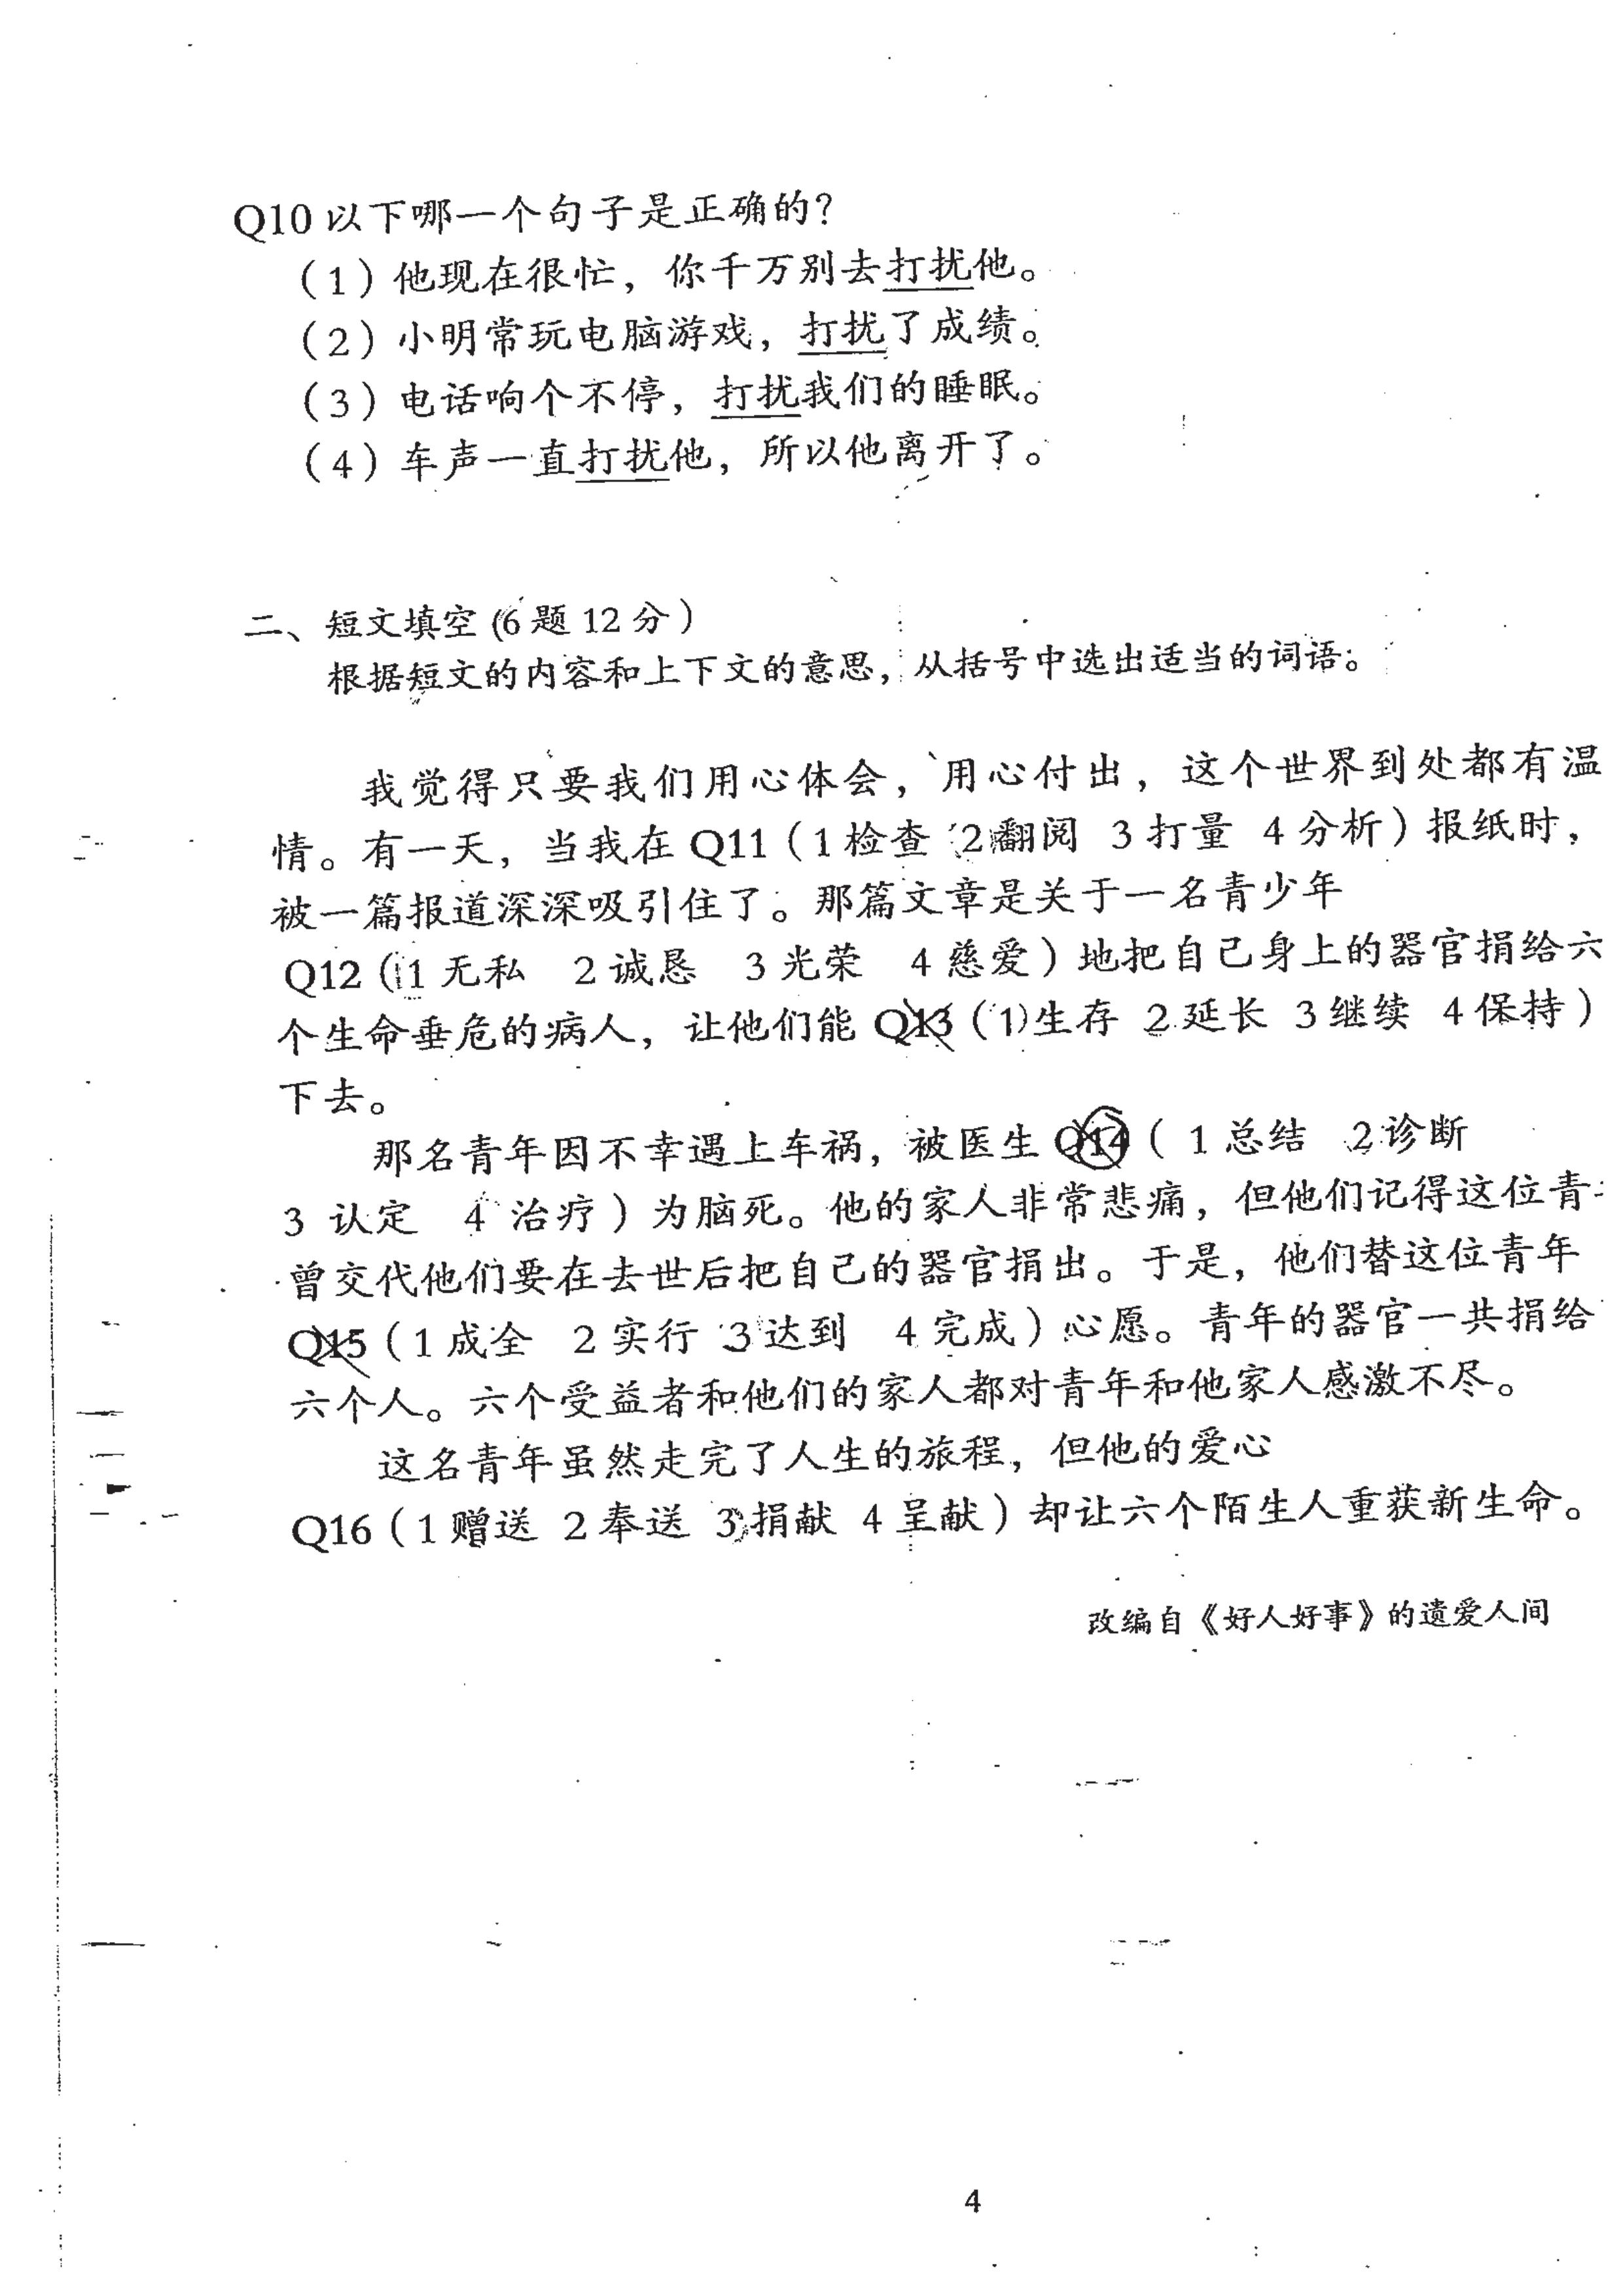 Q10 以下哪一个句子是正确的？
（1）他现在很忙，你千万别去打扰他。
（2）小明常玩电脑游戏，打扰了成绩。
（3）电话响个不停，打扰我们的睡眠。
（4）车声一直打扰他，所以他离开了。
二、短文填空 (6 题 12 分）
根据短文的内容和上下文的意思，从括号中选出适当的词语。
我觉得只要我们用心体会，用心付出，这个世界到处都有温
情。有一天，当我在 Q11（1 检查 2 翻阅 3 打量 4 分析）报纸时，
被一篇报道深深吸引住了。那篇文章是关于一名青少年
Q12（1 无私 2 诚恳 3 光荣 4 慈爱）地把自己身上的器官捐给六
个生命垂危的病人，让他们能 Q13（1 生存 2 延长 3 继续 4 保持）
下去。
那名青年因不幸遇上车祸，被医生 Q14（ 1 总结 2 诊断
3 认定 4 治疗）为脑死。他的家人非常悲痛，但他们记得这位青
曾交代他们要在去世后把自己的器官捐出。于是，他们替这位青年
Q15（1 成全 2 实行 3 达到 4 完成）心愿。青年的器官一共捐给
六个人。六个受益者和他们的家人都对青年和他家人感激不尽。
这名青年虽然走完了人生的旅程，但他的爱心
Q16（1 赠送 2 奉送 3 捐献 4 呈献）却让六个陌生人重获新生命。
改编自《好人好事》的遗爱人间
4